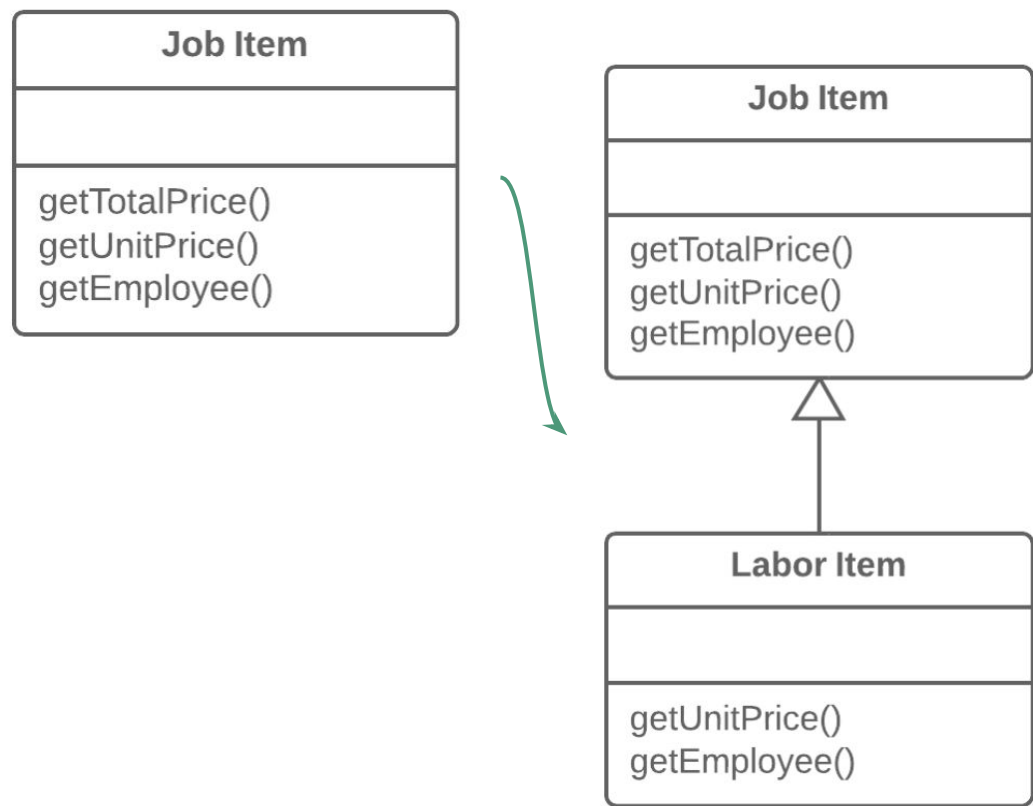 Job Item
getTotalPrice()
getUnitPrice()
getEmployee()
Job Item
getTotalPrice()
getUnitPrice()
getEmployee()
Labor Item
getUnitPrice()
getEmployee()